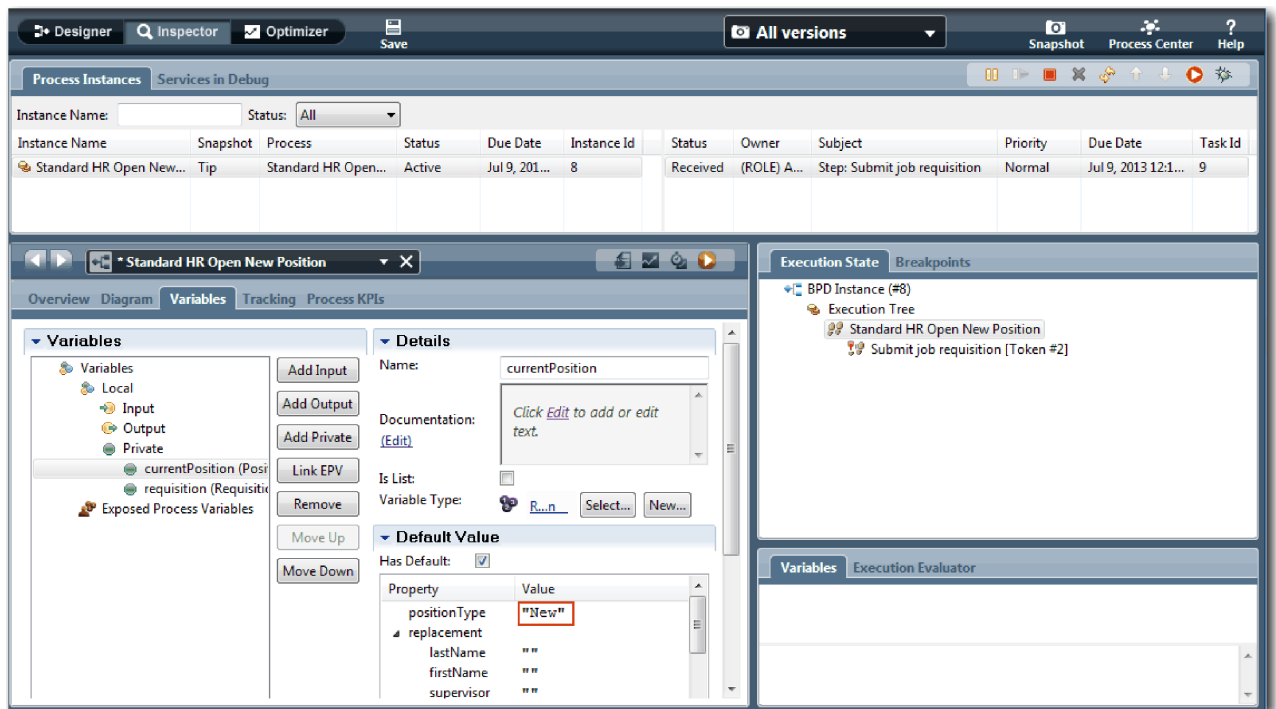 Designer Inspector Optimizer Save All versions Snapshot Process Center Help
Process Instances Services in Debug
Instance Name: Status: All
Instance Name Snapshot Process Status Due Date Instance Id Status Owner Subject Priority Due Date Task Id
Standard HR Open New... Tip Standard HR Open... Active Jul 9, 201... 8 Received (ROLE) A... Step: Submit job requisition Normal Jul 9, 2013 12:1... 9
* Standard HR Open New Position
Overview Diagram Variables Tracking Process KPIs
Variables
Variables
Local
Input
Output
Private
currentPosition (Posi
requisition (Requisitio
Exposed Process Variables
Add Input
Add Output
Add Private
Link EPV
Remove
Move Up
Move Down
Details
Name: currentPosition
Documentation:
(Edit)
Click Edit to add or edit
text.
Is List:
Variable Type: R...n Select... New...
Default Value
Has Default:
Property Value
positionType "New"
replacement
lastName ""
firstName ""
supervisor ""
Execution State Breakpoints
BPD Instance (#8)
Execution Tree
Standard HR Open New Position
Submit job requisition [Token #2]
Variables Execution Evaluator